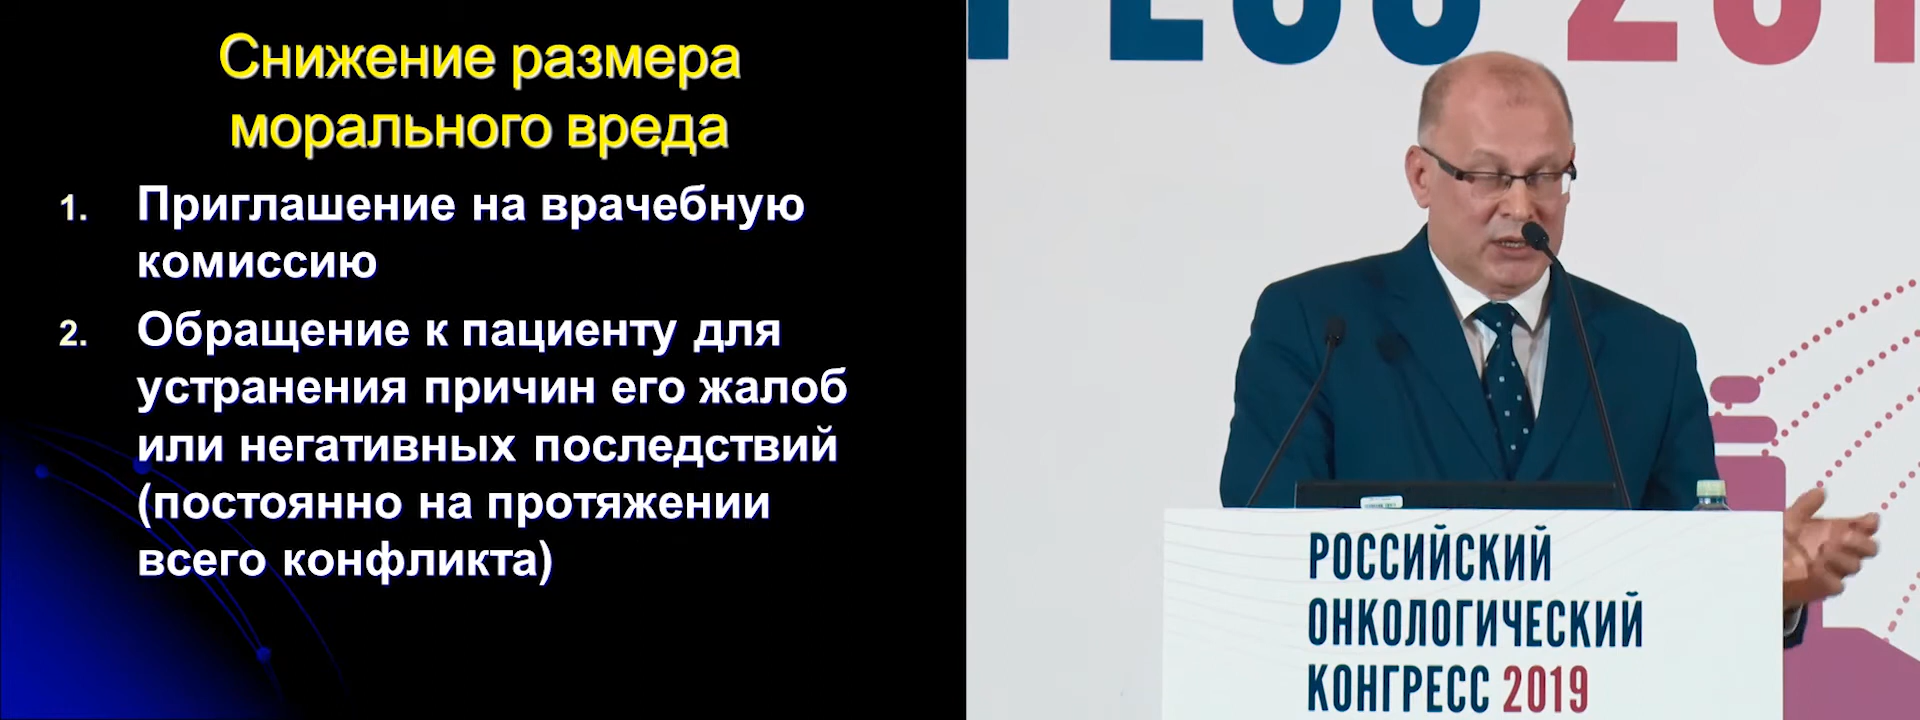 Снижение размера
морального вреда
1. Приглашение на врачебную
комиссию
2. Обращение к пациенту для
устранения причин его жалоб
или негативных последствий
(постоянно на протяжении
всего конфликта)
РОССИЙСКИЙ
ОНКОЛОГИЧЕСКИЙ
КОНГРЕСС 2019